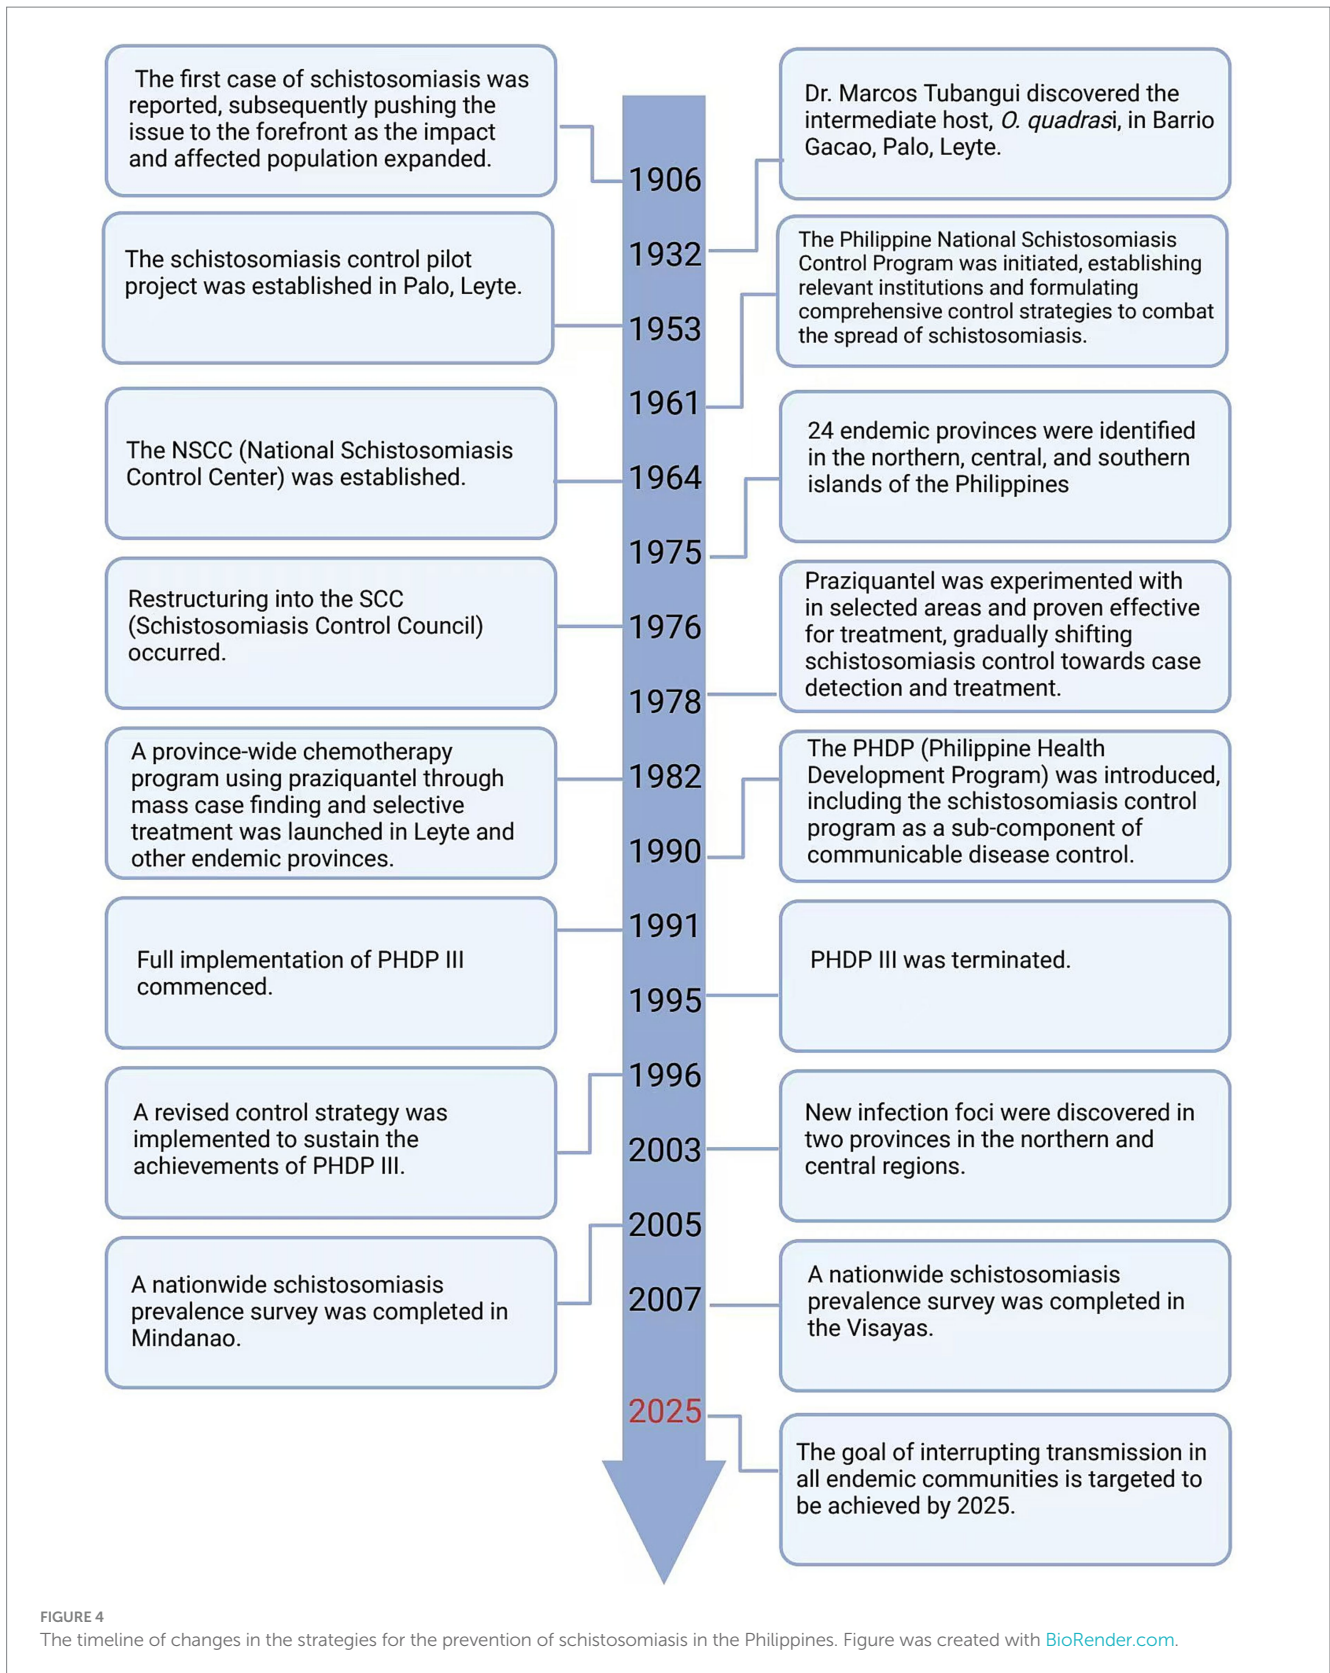 The first case of schistosomiasis was
reported, subsequently pushing the
issue to the forefront as the impact
and affected population expanded.
1906
Dr. Marcos Tubangui discovered the
intermediate host, O. quadrasi, in Barrio
Gacao, Palo, Leyte.
1932
The schistosomiasis control pilot
project was established in Palo, Leyte.
1953
The Philippine National Schistosomiasis
Control Program was initiated, establishing
relevant institutions and formulating
comprehensive control strategies to combat
the spread of schistosomiasis.
1961
The NSCC (National Schistosomiasis
Control Center) was established.
1964
24 endemic provinces were identified
in the northern, central, and southern
islands of the Philippines
1975
Restructuring into the SCC
(Schistosomiasis Control Council)
occurred.
1976
Praziquantel was experimented with
in selected areas and proven effective
for treatment, gradually shifting
schistosomiasis control towards case
detection and treatment.
1978
A province-wide chemotherapy
program using praziquantel through
mass case finding and selective
treatment was launched in Leyte and
other endemic provinces.
1982
The PHDP (Philippine Health
Development Program) was introduced,
including the schistosomiasis control
program as a sub-component of
communicable disease control.
1990
Full implementation of PHDP III
commenced.
1991
PHDP III was terminated.
1995
A revised control strategy was
implemented to sustain the
achievements of PHDP III.
1996
New infection foci were discovered in
two provinces in the northern and
central regions.
2003
A nationwide schistosomiasis
prevalence survey was completed in
Mindanao.
2005
A nationwide schistosomiasis
prevalence survey was completed in
the Visayas.
2007
2025
The goal of interrupting transmission in
all endemic communities is targeted to
be achieved by 2025.
FIGURE 4
The timeline of changes in the strategies for the prevention of schistosomiasis in the Philippines. Figure was created with BioRender.com.